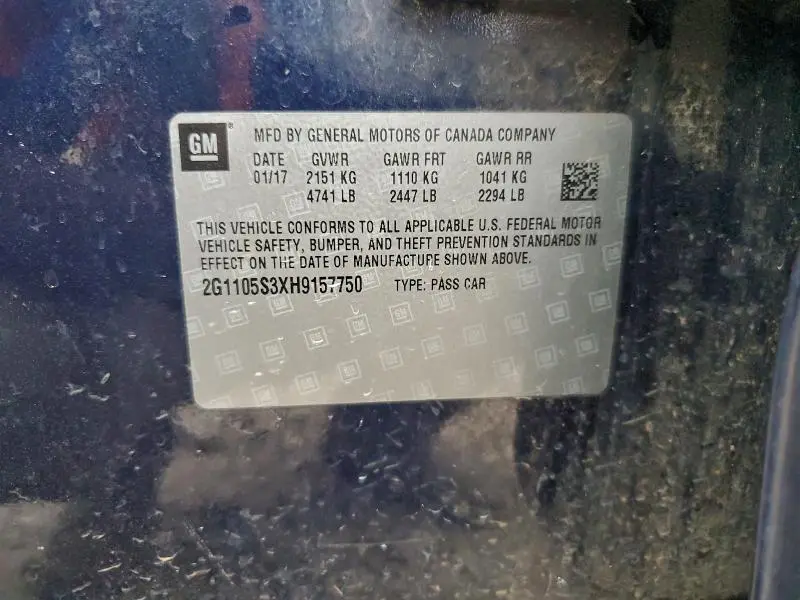 GM
MFD BY GENERAL MOTORS OF CANADA COMPANY
DATE GVWR GAWR FRT GAWR RR
01/17 2151 KG 1110 KG 1041 KG
4741 LB 2447 LB 2294 LB
THIS VEHICLE CONFORMS TO ALL APPLICABLE U.S. FEDERAL MOTOR
VEHICLE SAFETY, BUMPER, AND THEFT PREVENTION STANDARDS IN
EFFECT ON THE DATE OF MANUFACTURE SHOWN ABOVE.
2G1105S3XH9157750 TYPE: PASS CAR